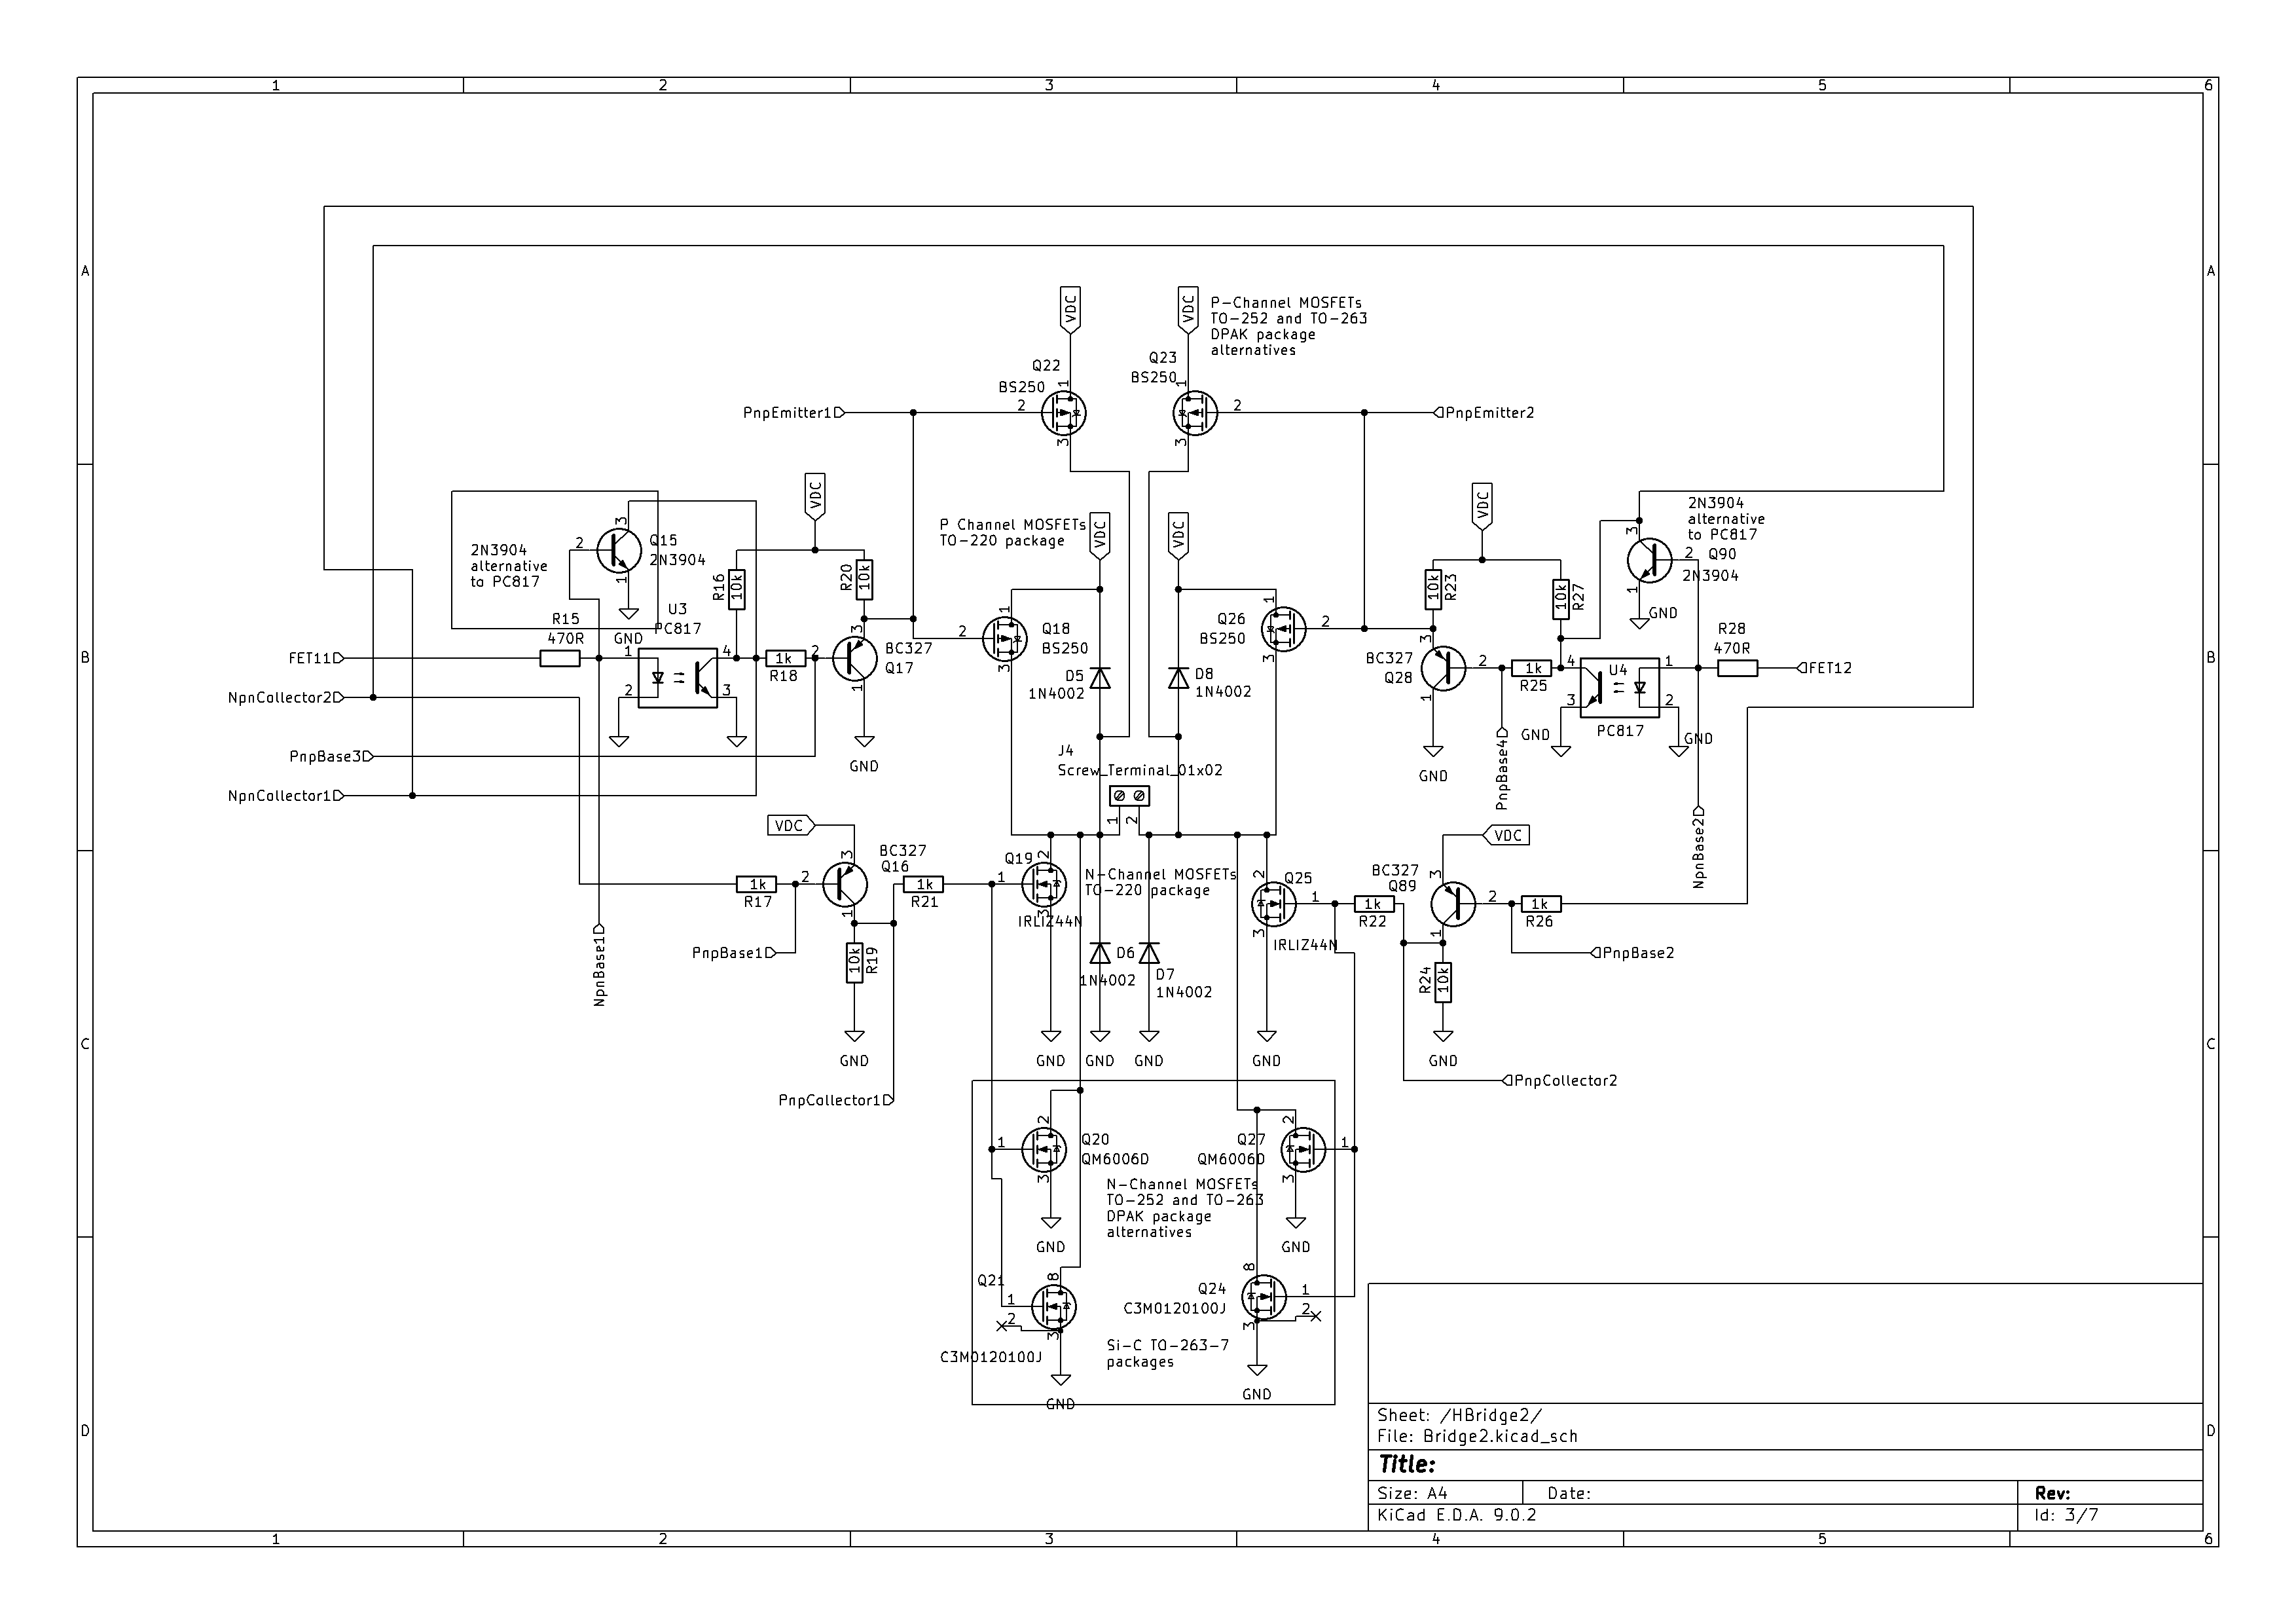 1 2 3 4 5 6
A A
VDC VDC P-Channel MOSFETs
TO-252 and TO-263
DPAK package
alternatives
Q22 Q23
BS250 BS250
1 1
PnpEmitter1 2 2 PnpEmitter2
3 3
VDC VDC
P Channel MOSFETs
TO-220 package
VDC VDC
2N3904
alternative
to PC817
3
2
1
Q15
2N3904
GND
2N3904
alternative
to PC817
3
2
1
Q90
2N3904
GND
R16 10k
R20 10k
10k R23
10k R27
U3
PC817
R15
470R
B B
FET11 1 4 1k 2 3 BC327
R18 Q17
2 3 1
GND
1
2 Q18
BS250
3
Q26 1
BS250 2
3
D5
1N4002
D8
1N4002
BC327 3
Q28 2 1k 4 U4 1
R25
1 3 2
PC817
GND GND GND
R28
470R
FET12
NpnCollector2
PnpBase3
NpnCollector1
PnpBase4
NpnBase2
J4
Screw_Terminal_01x02
1 2
VDC 3 BC327
Q16
1k 2
R17
1
1k
R21
Q19 2
1
3
IRLIZ44N
N-Channel MOSFETs
TO-220 package
2 Q25
1
3
IRLIZ44N
VDC
BC327 3
Q89
1k
R22
2 1k
R26
1
PnpBase1
NpnBase1
10k R19
D6
1N4002
D7
1N4002
R24 10k
PnpBase2
C C
GND GND GND GND GND GND
PnpCollector1
PnpCollector2
2
1 Q20
QM6006D
3
2
Q27 1
QM6006D
3
N-Channel MOSFETs
TO-252 and TO-263
DPAK package
alternatives
GND GND
Q21 8
1
2
3
C3M0120100J
GND
8
Q24 1
C3M0120100J 2
3
Si-C TO-263-7
packages
GND
D D
Sheet: /HBridge2/
File: Bridge2.kicad_sch
Title:
Size: A4 Date: Rev:
KiCad E.D.A. 9.0.2 Id: 3/7
1 2 3 4 5 6